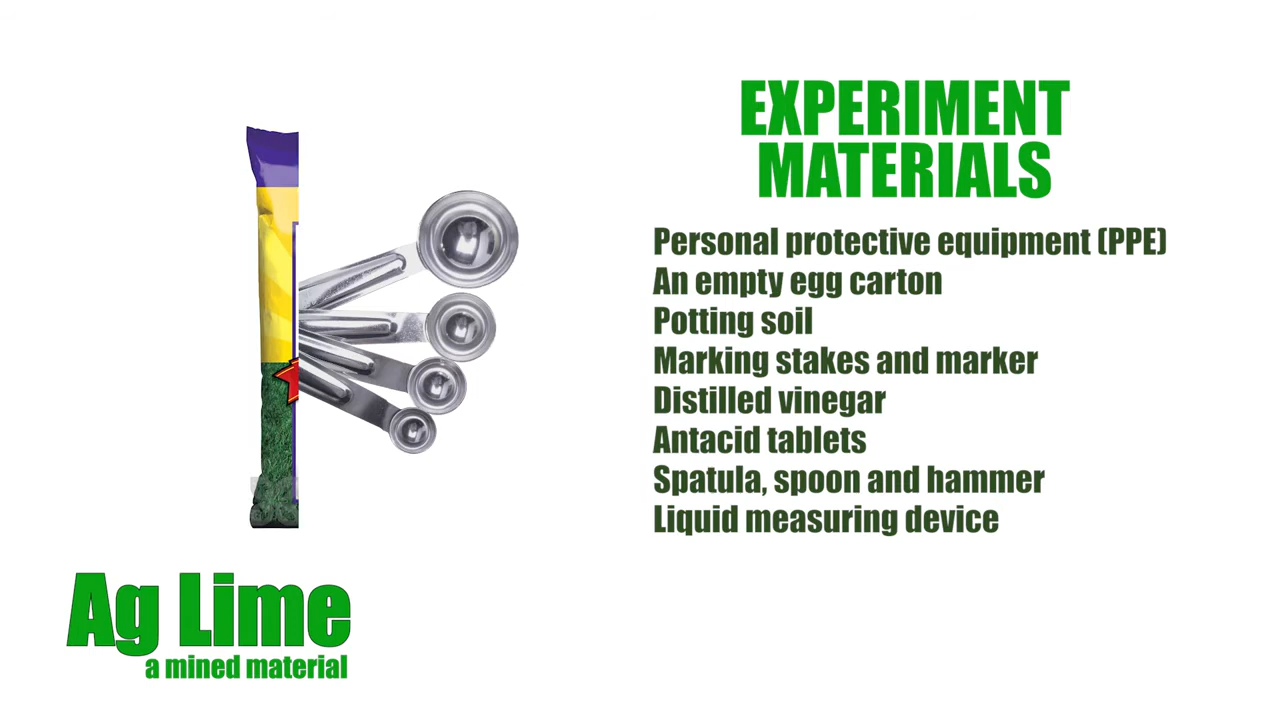 EXPERIMENT
MATERIALS
Personal protective equipment (PPE)
An empty egg carton
Potting soil
Marking stakes and marker
Distilled vinegar
Antacid tablets
Spatula, spoon and hammer
Liquid measuring device
Ag Lime
a mined material